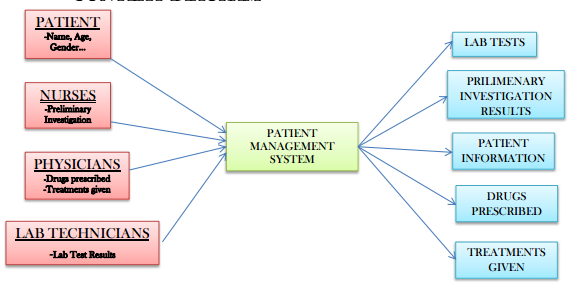 PATIENT
-Name, Age,
Gender...
NURSES
-Preliminary
Investigation
PHYSICIANS
-Drugs prescribed
-Treatments given
LAB TECHNICIANS
-Lab Test Results
PATIENT
MANAGEMENT
SYSTEM
LAB TESTS
PRILIMENARY
INVESTIGATION
RESULTS
PATIENT
INFORMATION
DRUGS
PRESCRIBED
TREATMENTS
GIVEN